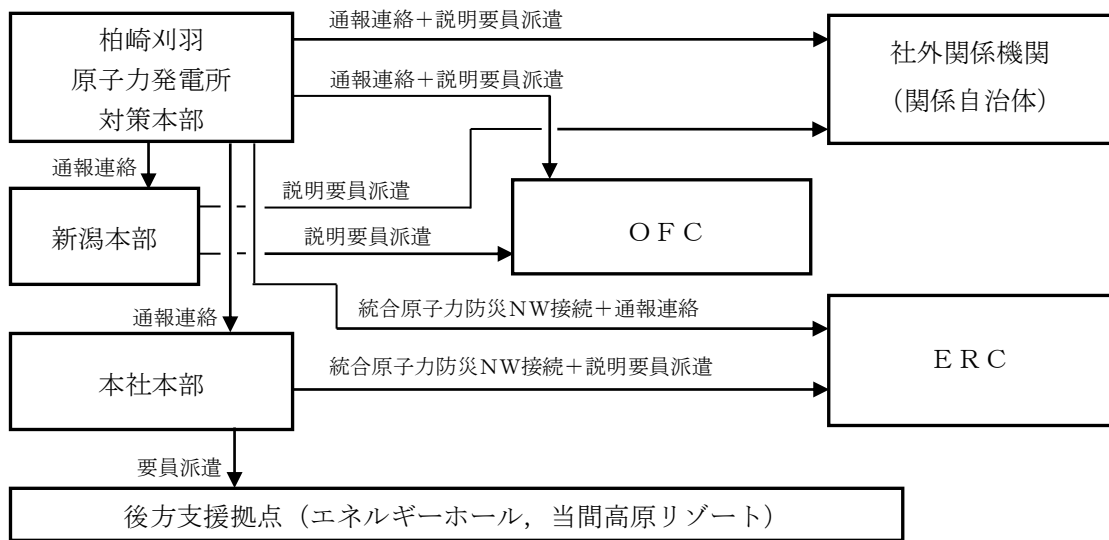 柏崎刈羽
原子力発電所
対策本部
通報連絡＋説明要員派遣
社外関係機関
（関係自治体）
通報連絡＋説明要員派遣
通報連絡
新潟本部
説明要員派遣
説明要員派遣
ＯＦＣ
通報連絡
統合原子力防災ＮＷ接続＋通報連絡
本社本部
統合原子力防災ＮＷ接続＋説明要員派遣
ＥＲＣ
要員派遣
後方支援拠点（エネルギーホール，当間高原リゾート）